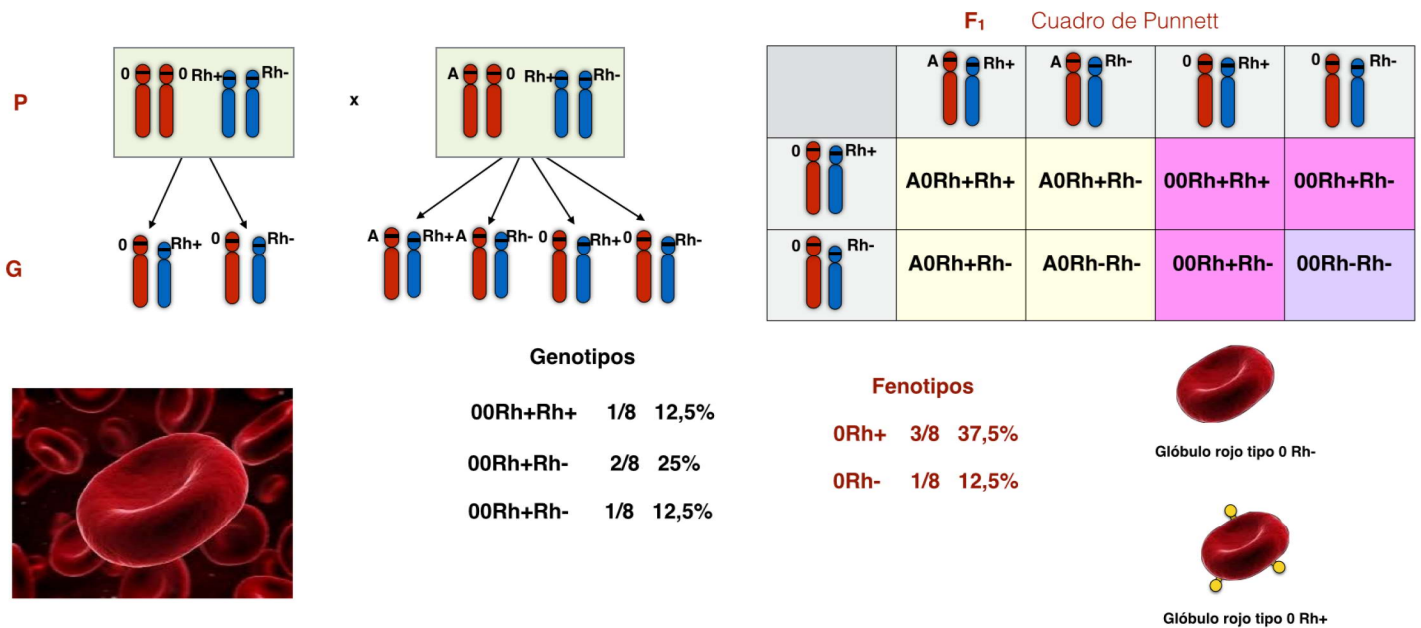 F₁ Cuadro de Punnett
P
0 0 Rh+ Rh-
x
A 0 Rh+ Rh-
G
0 Rh+ 0 Rh-
A Rh+ A Rh- 0 Rh+ 0 Rh-
A Rh+ A Rh- 0 Rh+ 0 Rh-
0 Rh+ A0Rh+Rh+ A0Rh+Rh- 00Rh+Rh+ 00Rh+Rh-
0 Rh- A0Rh+Rh- A0Rh-Rh- 00Rh+Rh- 00Rh-Rh-
Genotipos
00Rh+Rh+ 1/8 12,5%
00Rh+Rh- 2/8 25%
00Rh+Rh- 1/8 12,5%
Fenotipos
0Rh+ 3/8 37,5%
0Rh- 1/8 12,5%
Glóbulo rojo tipo 0 Rh-
Glóbulo rojo tipo 0 Rh+